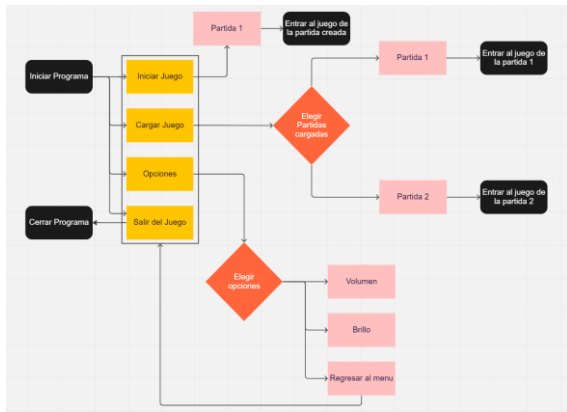 Partida 1
Entrar al juego de
la partida creada
Iniciar Programa
Iniciar Juego
Partida 1
Entrar al juego de
la partida 1
Cargar Juego
Elegir
Partidas
cargadas
Opciones
Partida 2
Entrar al juego de
la partida 2
Cerrar Programa
Salir del Juego
Elegir
opciones
Volumen
Brillo
Regresar al menu